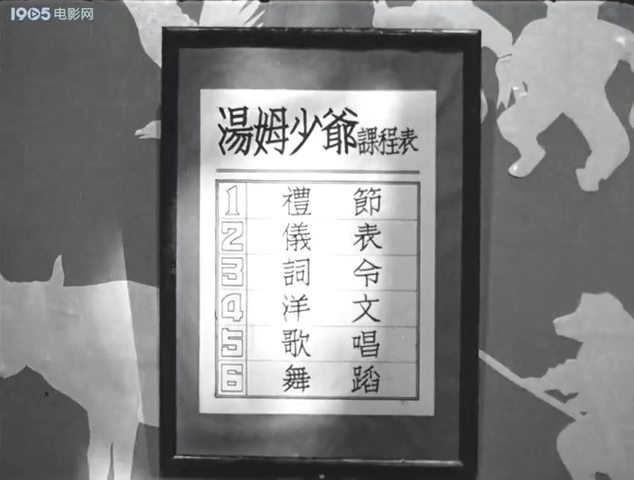 1905电影网
湯姆少爺課程表
1 禮節
2 儀表
3 詞令
4 洋文
5 歌唱
6 舞蹈